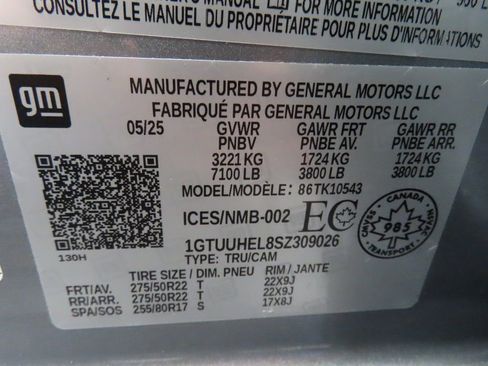 CONSULTEZ LE MANUEL DU PROPRIÉTAIRE POUR PLUS D'INFORMATION
gm
MANUFACTURED BY GENERAL MOTORS LLC
FABRIQUÉ PAR GENERAL MOTORS LLC
05/25 GVWR GAWR FRT GAWR RR
PNBV PNBE AV. PNBE ARR.
3221 KG 1724 KG 1724 KG
7100 LB 3800 LB 3800 LB
MODEL/MODÈLE: 86TK10543
ICES/NMB-002 EC
CANADA
985
TRANSPORT
1GTUUHEL8SZ309026
130H
TYPE: TRU/CAM
TIRE SIZE / DIM. PNEU RIM / JANTE
FRT/AV. 275/50R22 T 22X9J
RR/ARR. 275/50R22 T 22X9J
SPA/SOS 255/80R17 S 17X8J